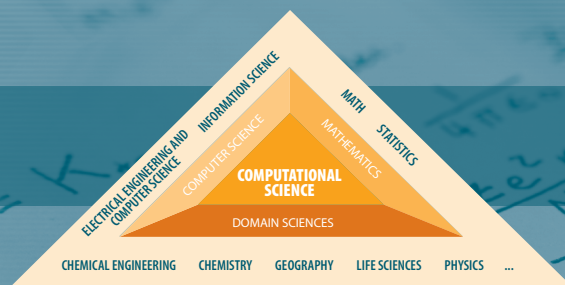 INFORMATION SCIENCE
ELECTRICAL ENGINEERING AND
COMPUTER SCIENCE
MATH
STATISTICS
COMPUTER SCIENCE
MATHEMATICS
COMPUTATIONAL
SCIENCE
DOMAIN SCIENCES
CHEMICAL ENGINEERING CHEMISTRY GEOGRAPHY LIFE SCIENCES PHYSICS ...